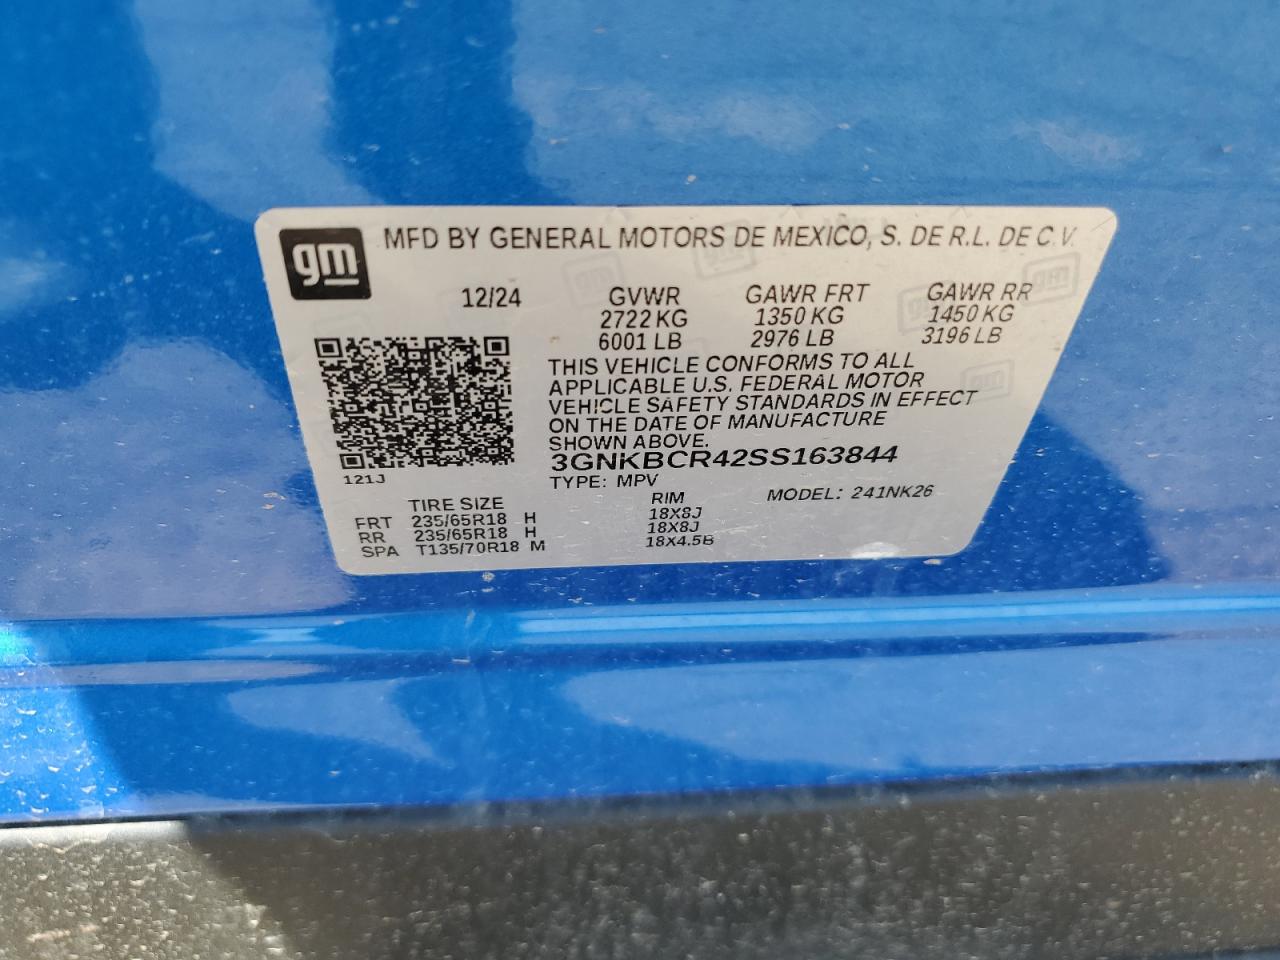 gm
MFD BY GENERAL MOTORS DE MEXICO, S. DE R.L. DE C.V.
12/24
GVWR GAWR FRT GAWR RR
2722 KG 1350 KG 1450 KG
6001 LB 2976 LB 3196 LB
THIS VEHICLE CONFORMS TO ALL
APPLICABLE U.S. FEDERAL MOTOR
VEHICLE SAFETY STANDARDS IN EFFECT
ON THE DATE OF MANUFACTURE
SHOWN ABOVE.
3GNKBCR42SS163844
121J
TYPE: MPV
MODEL: 241NK26
TIRE SIZE RIM
FRT 235/65R18 H 18X8J
RR 235/65R18 H 18X8J
SPA T135/70R18 M 18X4.5B